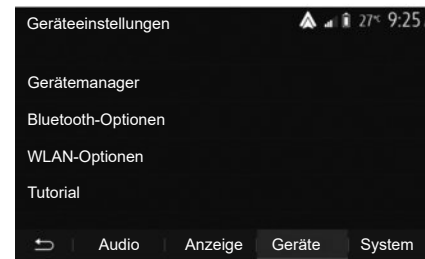 Geräteeinstellungen 27°C 9:25
Gerätemanager
Bluetooth-Optionen
WLAN-Optionen
Tutorial
Audio Anzeige Geräte System